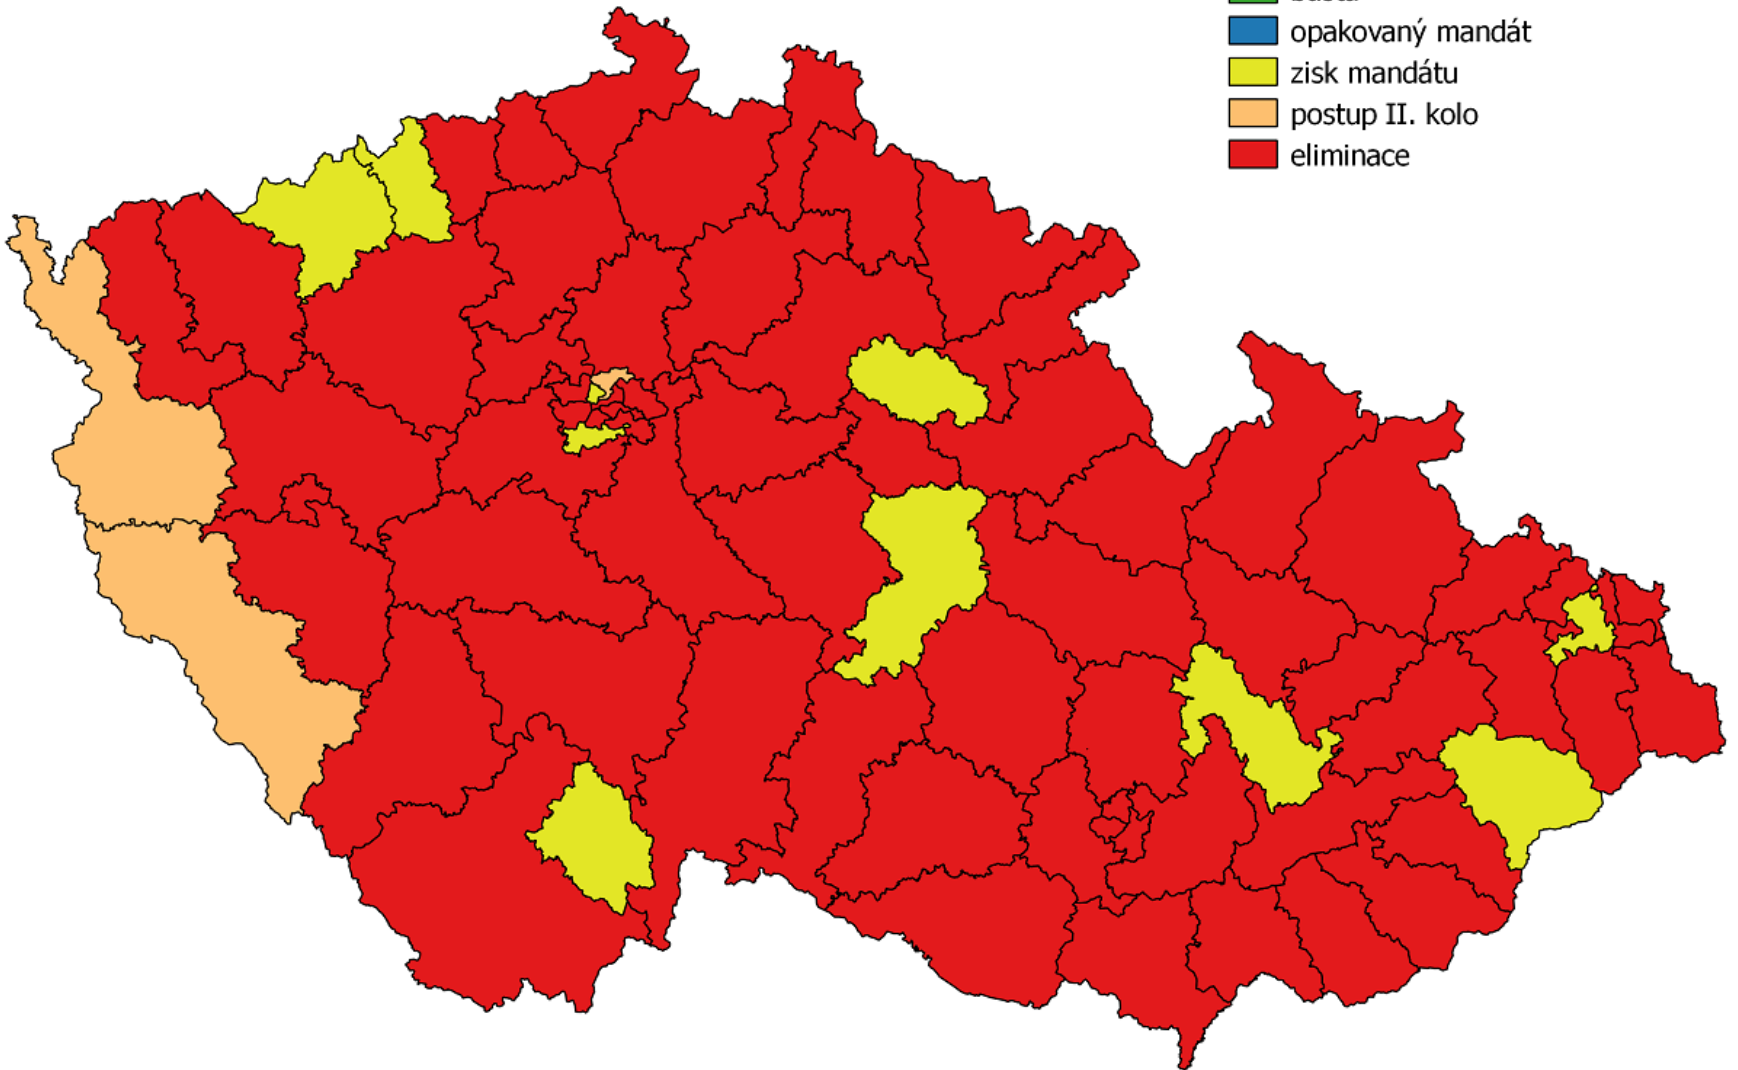 opakovaný mandát
zisk mandátu
postup II. kolo
eliminace